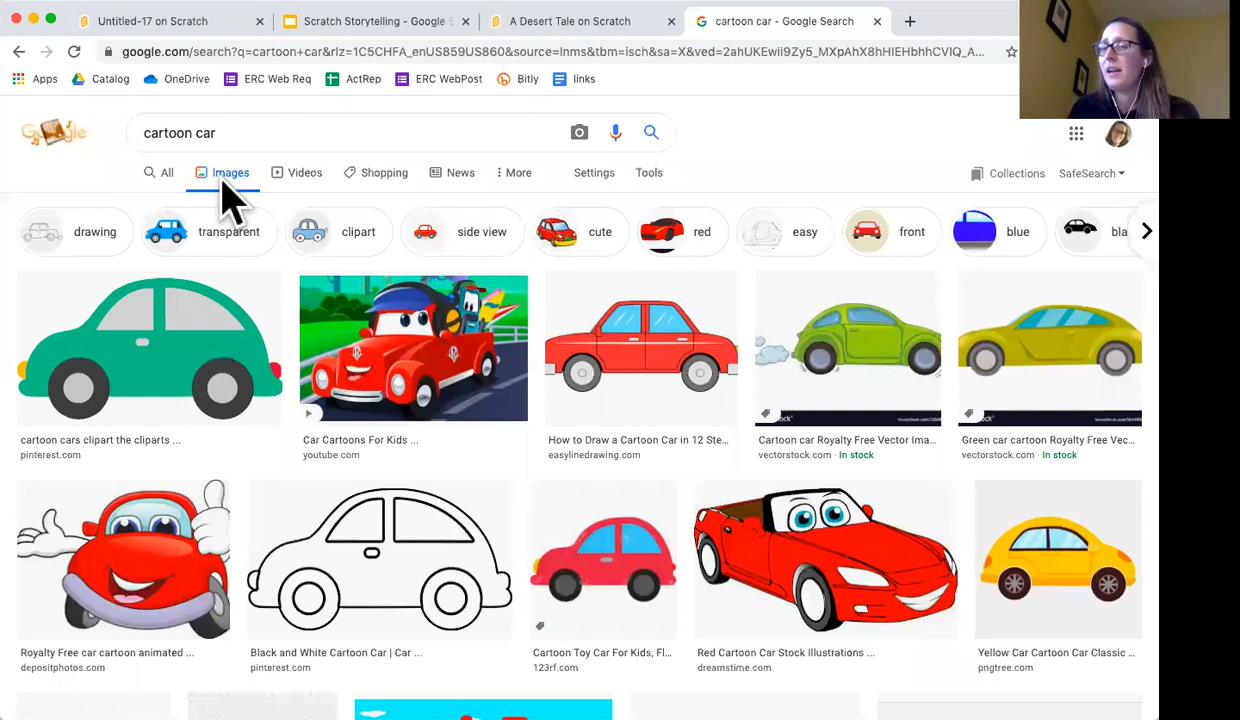 Untitled-17 on Scratch
Scratch Storytelling - Google S
A Desert Tale on Scratch
cartoon car - Google Search
google.com/search?q=cartoon+car&rlz=1C5CHFA_enUS859US860&source=lnms&tbm=isch&sa=X&ved=2ahUKEwii9Zy5_MXpAhX8hHIEHbhhCVIQ_A...
Apps Catalog OneDrive ERC Web Req ActRep ERC WebPost Bitly links
cartoon car
All Images Videos Shopping News More Settings Tools Collections SafeSearch
drawing transparent clipart side view cute red easy front blue bla
cartoon cars clipart the cliparts ...
pinterest.com
Car Cartoons For Kids ...
youtube.com
How to Draw a Cartoon Car in 12 Ste...
easylinedrawing.com
Cartoon car Royalty Free Vector Ima...
vectorstock.com · In stock
Green car cartoon Royalty Free Vec...
vectorstock.com · In stock
Royalty Free car cartoon animated ...
depositphotos.com
Black and White Cartoon Car | Car ...
pinterest.com
Cartoon Toy Car For Kids, Fl...
123rf.com
Red Cartoon Car Stock Illustrations ...
dreamstime.com
Yellow Car Cartoon Car Classic ...
pngtree.com